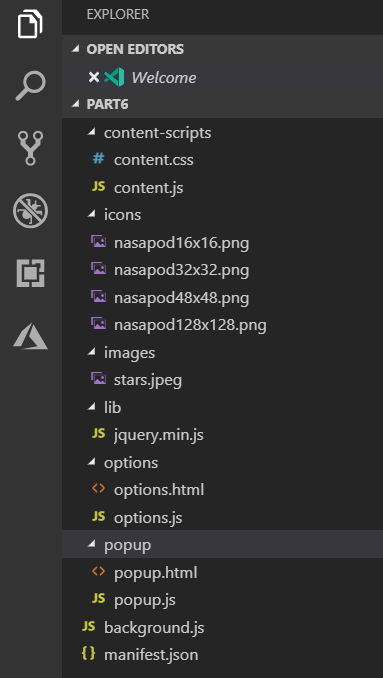 EXPLORER
OPEN EDITORS
Welcome
PART6
content-scripts
# content.css
JS content.js
icons
nasapod16x16.png
nasapod32x32.png
nasapod48x48.png
nasapod128x128.png
images
stars.jpeg
lib
JS jquery.min.js
options
<> options.html
JS options.js
popup
<> popup.html
JS popup.js
JS background.js
{} manifest.json